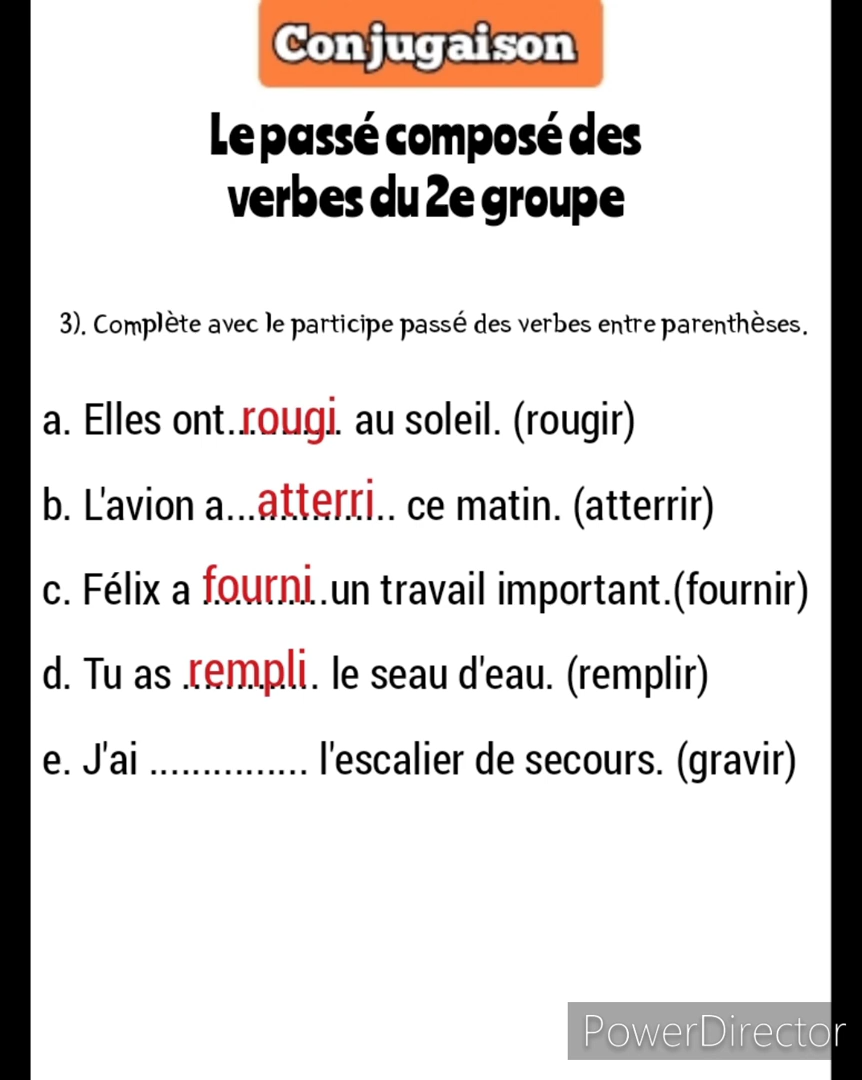 Conjugaison
Le passé composé des
verbes du 2e groupe
3). Complète avec le participe passé des verbes entre parenthèses.
a. Elles ont..rougi. au soleil. (rougir)
b. L'avion a...atterri.. ce matin. (atterrir)
c. Félix a fourni..un travail important.(fournir)
d. Tu as .rempli. le seau d'eau. (remplir)
e. J'ai ............... l'escalier de secours. (gravir)
PowerDirector